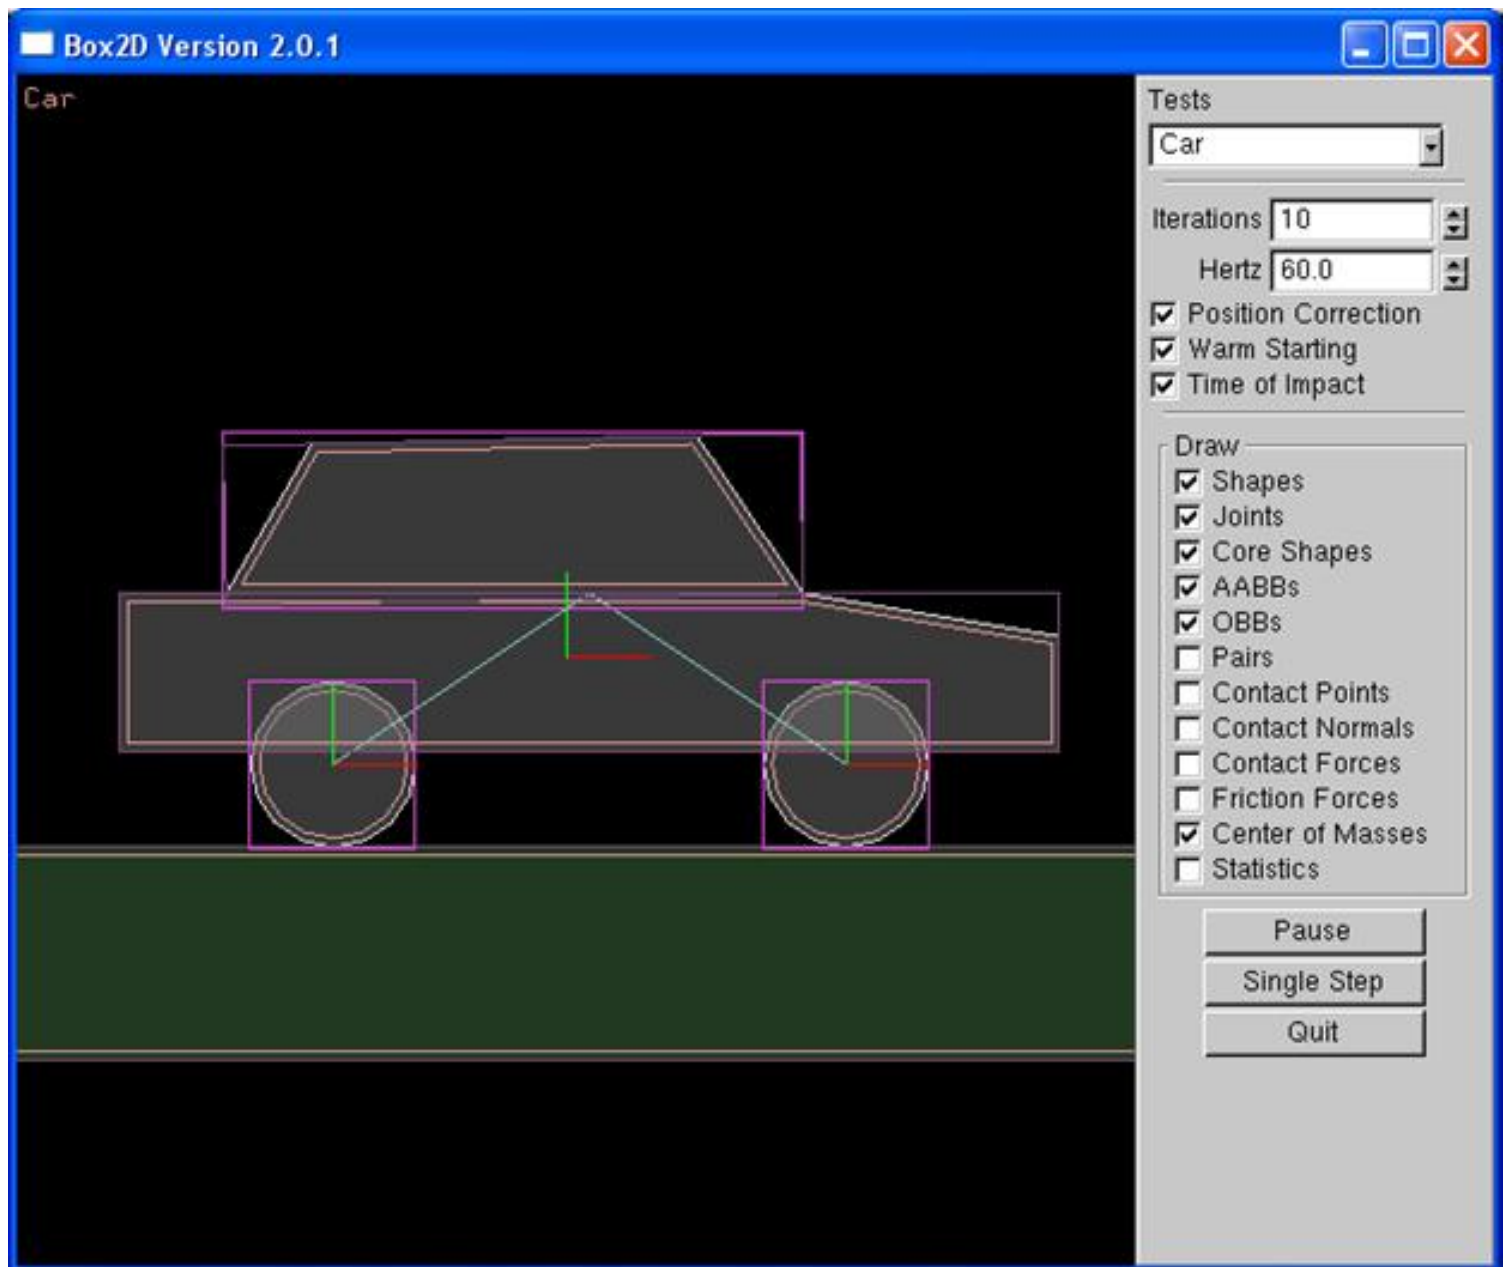 Box2D Version 2.0.1
Car
Tests
Car
Iterations 10
Hertz 60.0
Position Correction
Warm Starting
Time of Impact
Draw
Shapes
Joints
Core Shapes
AABBs
OBBs
Pairs
Contact Points
Contact Normals
Contact Forces
Friction Forces
Center of Masses
Statistics
Pause
Single Step
Quit